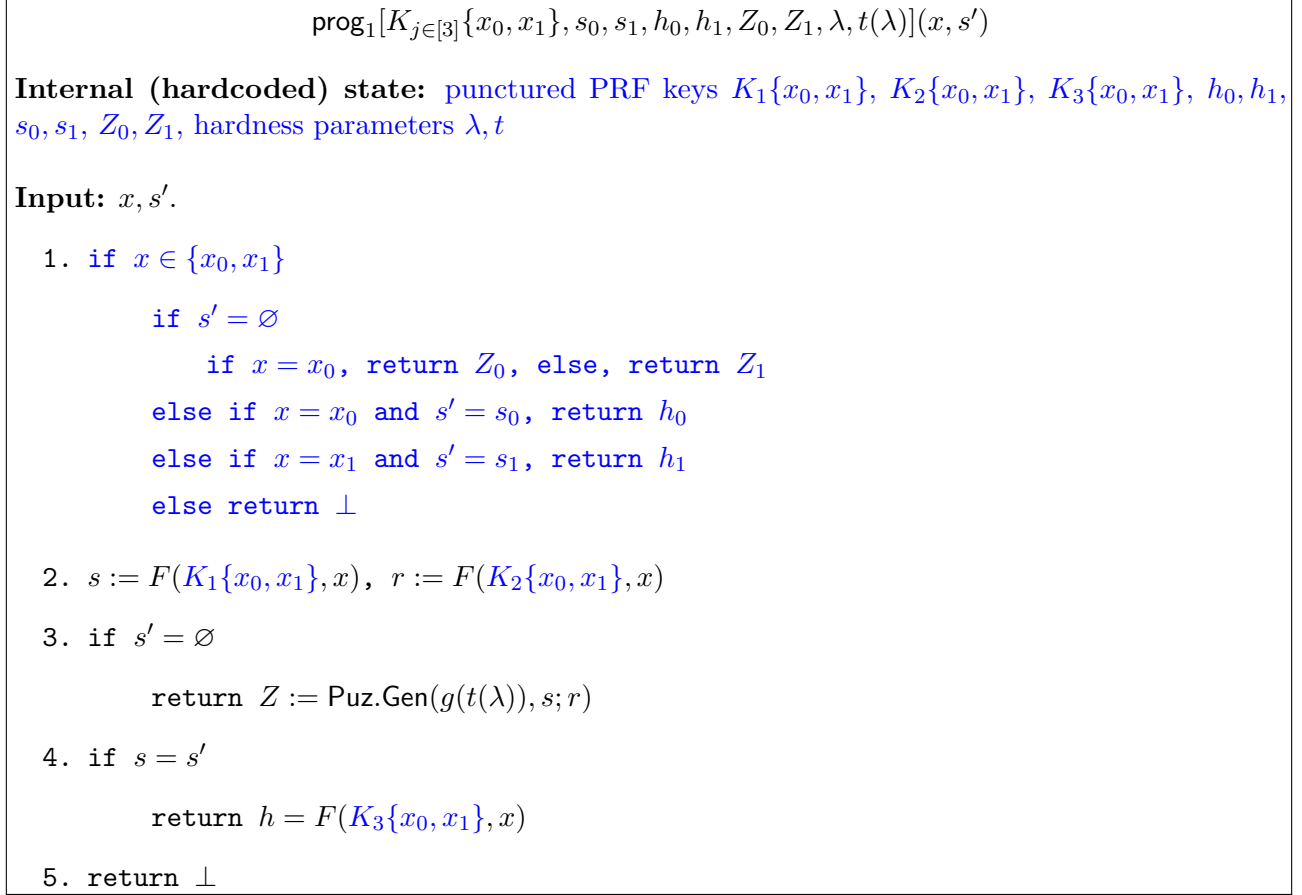 prog₁[K_{j∈[3]}{x₀, x₁}, s₀, s₁, h₀, h₁, Z₀, Z₁, λ, t(λ)](x, s′)
Internal (hardcoded) state: punctured PRF keys K₁{x₀, x₁}, K₂{x₀, x₁}, K₃{x₀, x₁}, h₀, h₁,
s₀, s₁, Z₀, Z₁, hardness parameters λ, t
Input: x, s′.
1. if x ∈ {x₀, x₁}
if s′ = ∅
if x = x₀, return Z₀, else, return Z₁
else if x = x₀ and s′ = s₀, return h₀
else if x = x₁ and s′ = s₁, return h₁
else return ⊥
2. s := F(K₁{x₀, x₁}, x), r := F(K₂{x₀, x₁}, x)
3. if s′ = ∅
return Z := Puz.Gen(g(t(λ)), s; r)
4. if s = s′
return h = F(K₃{x₀, x₁}, x)
5. return ⊥